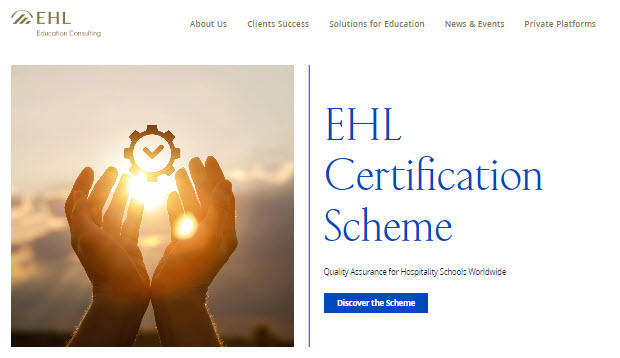 EHL
Education Consulting
About Us
Clients Success
Solutions for Education
News & Events
Private Platforms
EHL
Certification
Scheme
Quality Assurance for Hospitality Schools Worldwide
Discover the Scheme